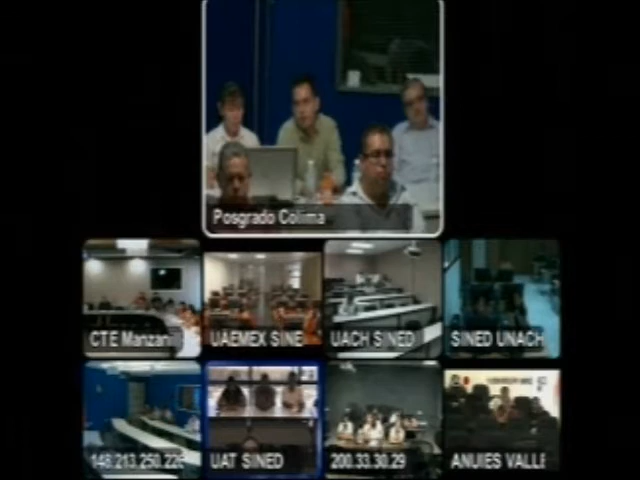 Posgrado Colima
CTE Manzani
UAEMEX SINE
UACH SINED
SINED UNACH
148.213.250.226
UAT SINED
200.33.30.29
ANUIES VALLE